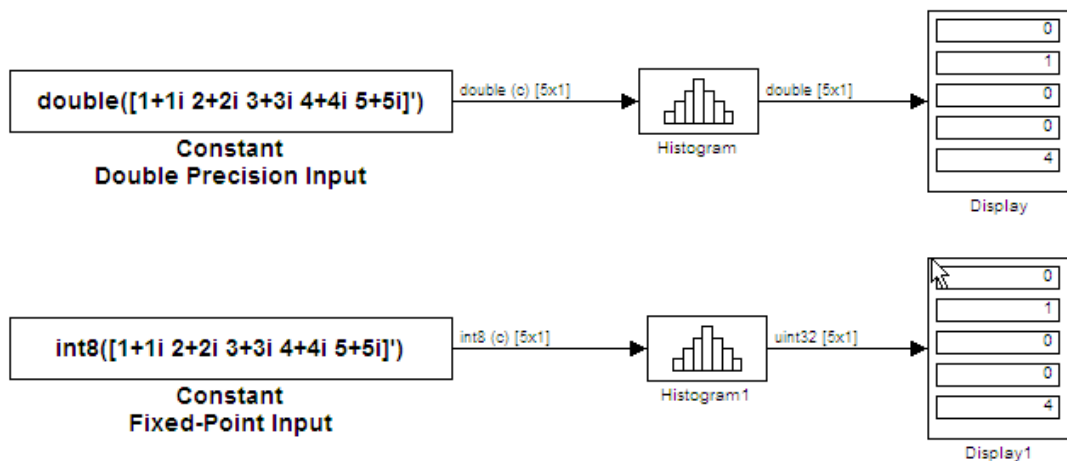 double([1+1i 2+2i 3+3i 4+4i 5+5i]')
Constant
Double Precision Input
double (c) [5x1]
Histogram
double [5x1]
0
1
0
0
4
Display
int8([1+1i 2+2i 3+3i 4+4i 5+5i]')
Constant
Fixed-Point Input
int8 (c) [5x1]
Histogram1
uint32 [5x1]
0
1
0
0
4
Display1